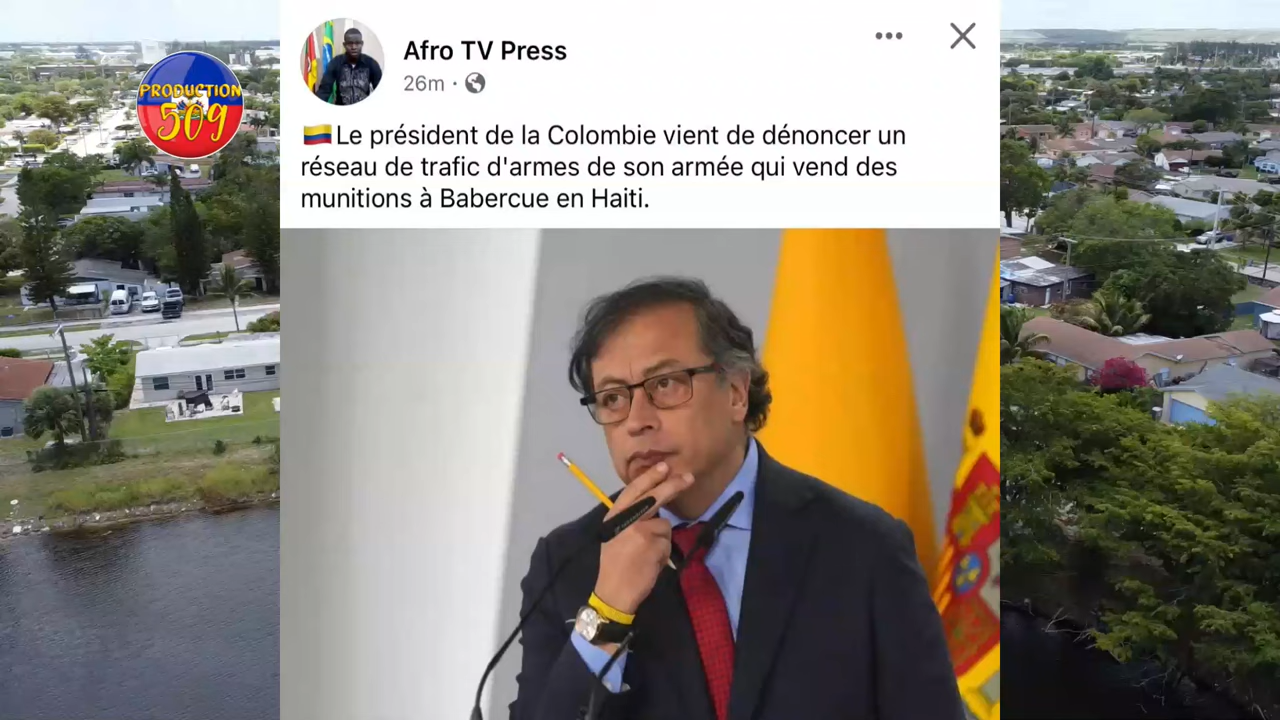 PRODUCTION
509
Afro TV Press
26m ·
🇨🇴Le président de la Colombie vient de dénoncer un
réseau de trafic d'armes de son armée qui vend des
munitions à Babercue en Haiti.